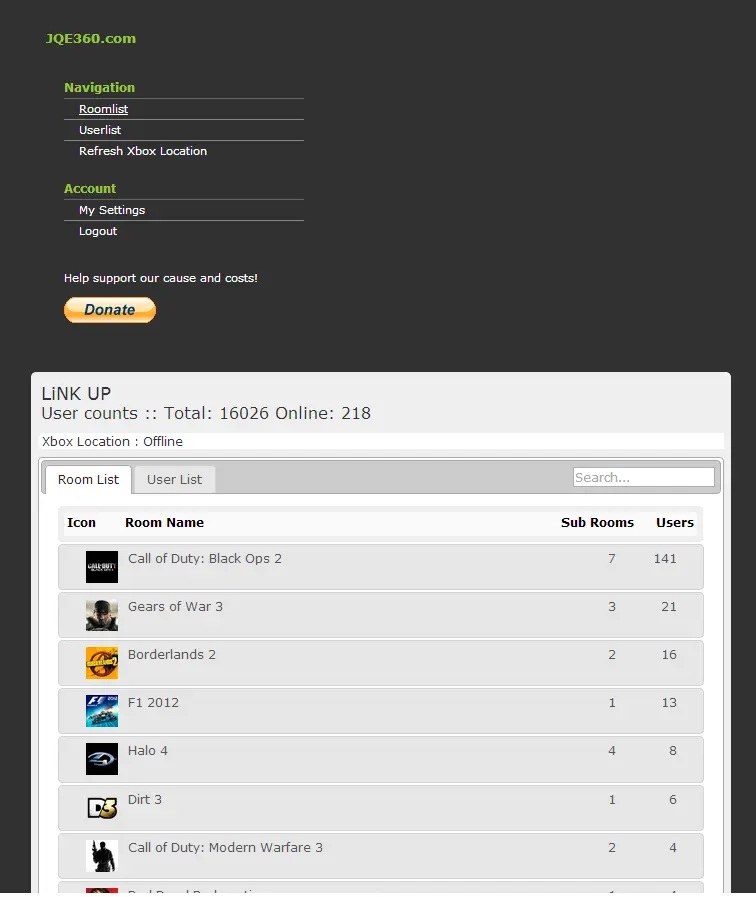 JQE360.com
Navigation
Roomlist
Userlist
Refresh Xbox Location
Account
My Settings
Logout
Help support our cause and costs!
Donate
LiNK UP
User counts :: Total: 16026 Online: 218
Xbox Location : Offline
Room List User List Search...
Icon Room Name Sub Rooms Users
Call of Duty: Black Ops 2 7 141
Gears of War 3 3 21
Borderlands 2 2 16
F1 2012 1 13
Halo 4 4 8
D3 Dirt 3 1 6
Call of Duty: Modern Warfare 3 2 4